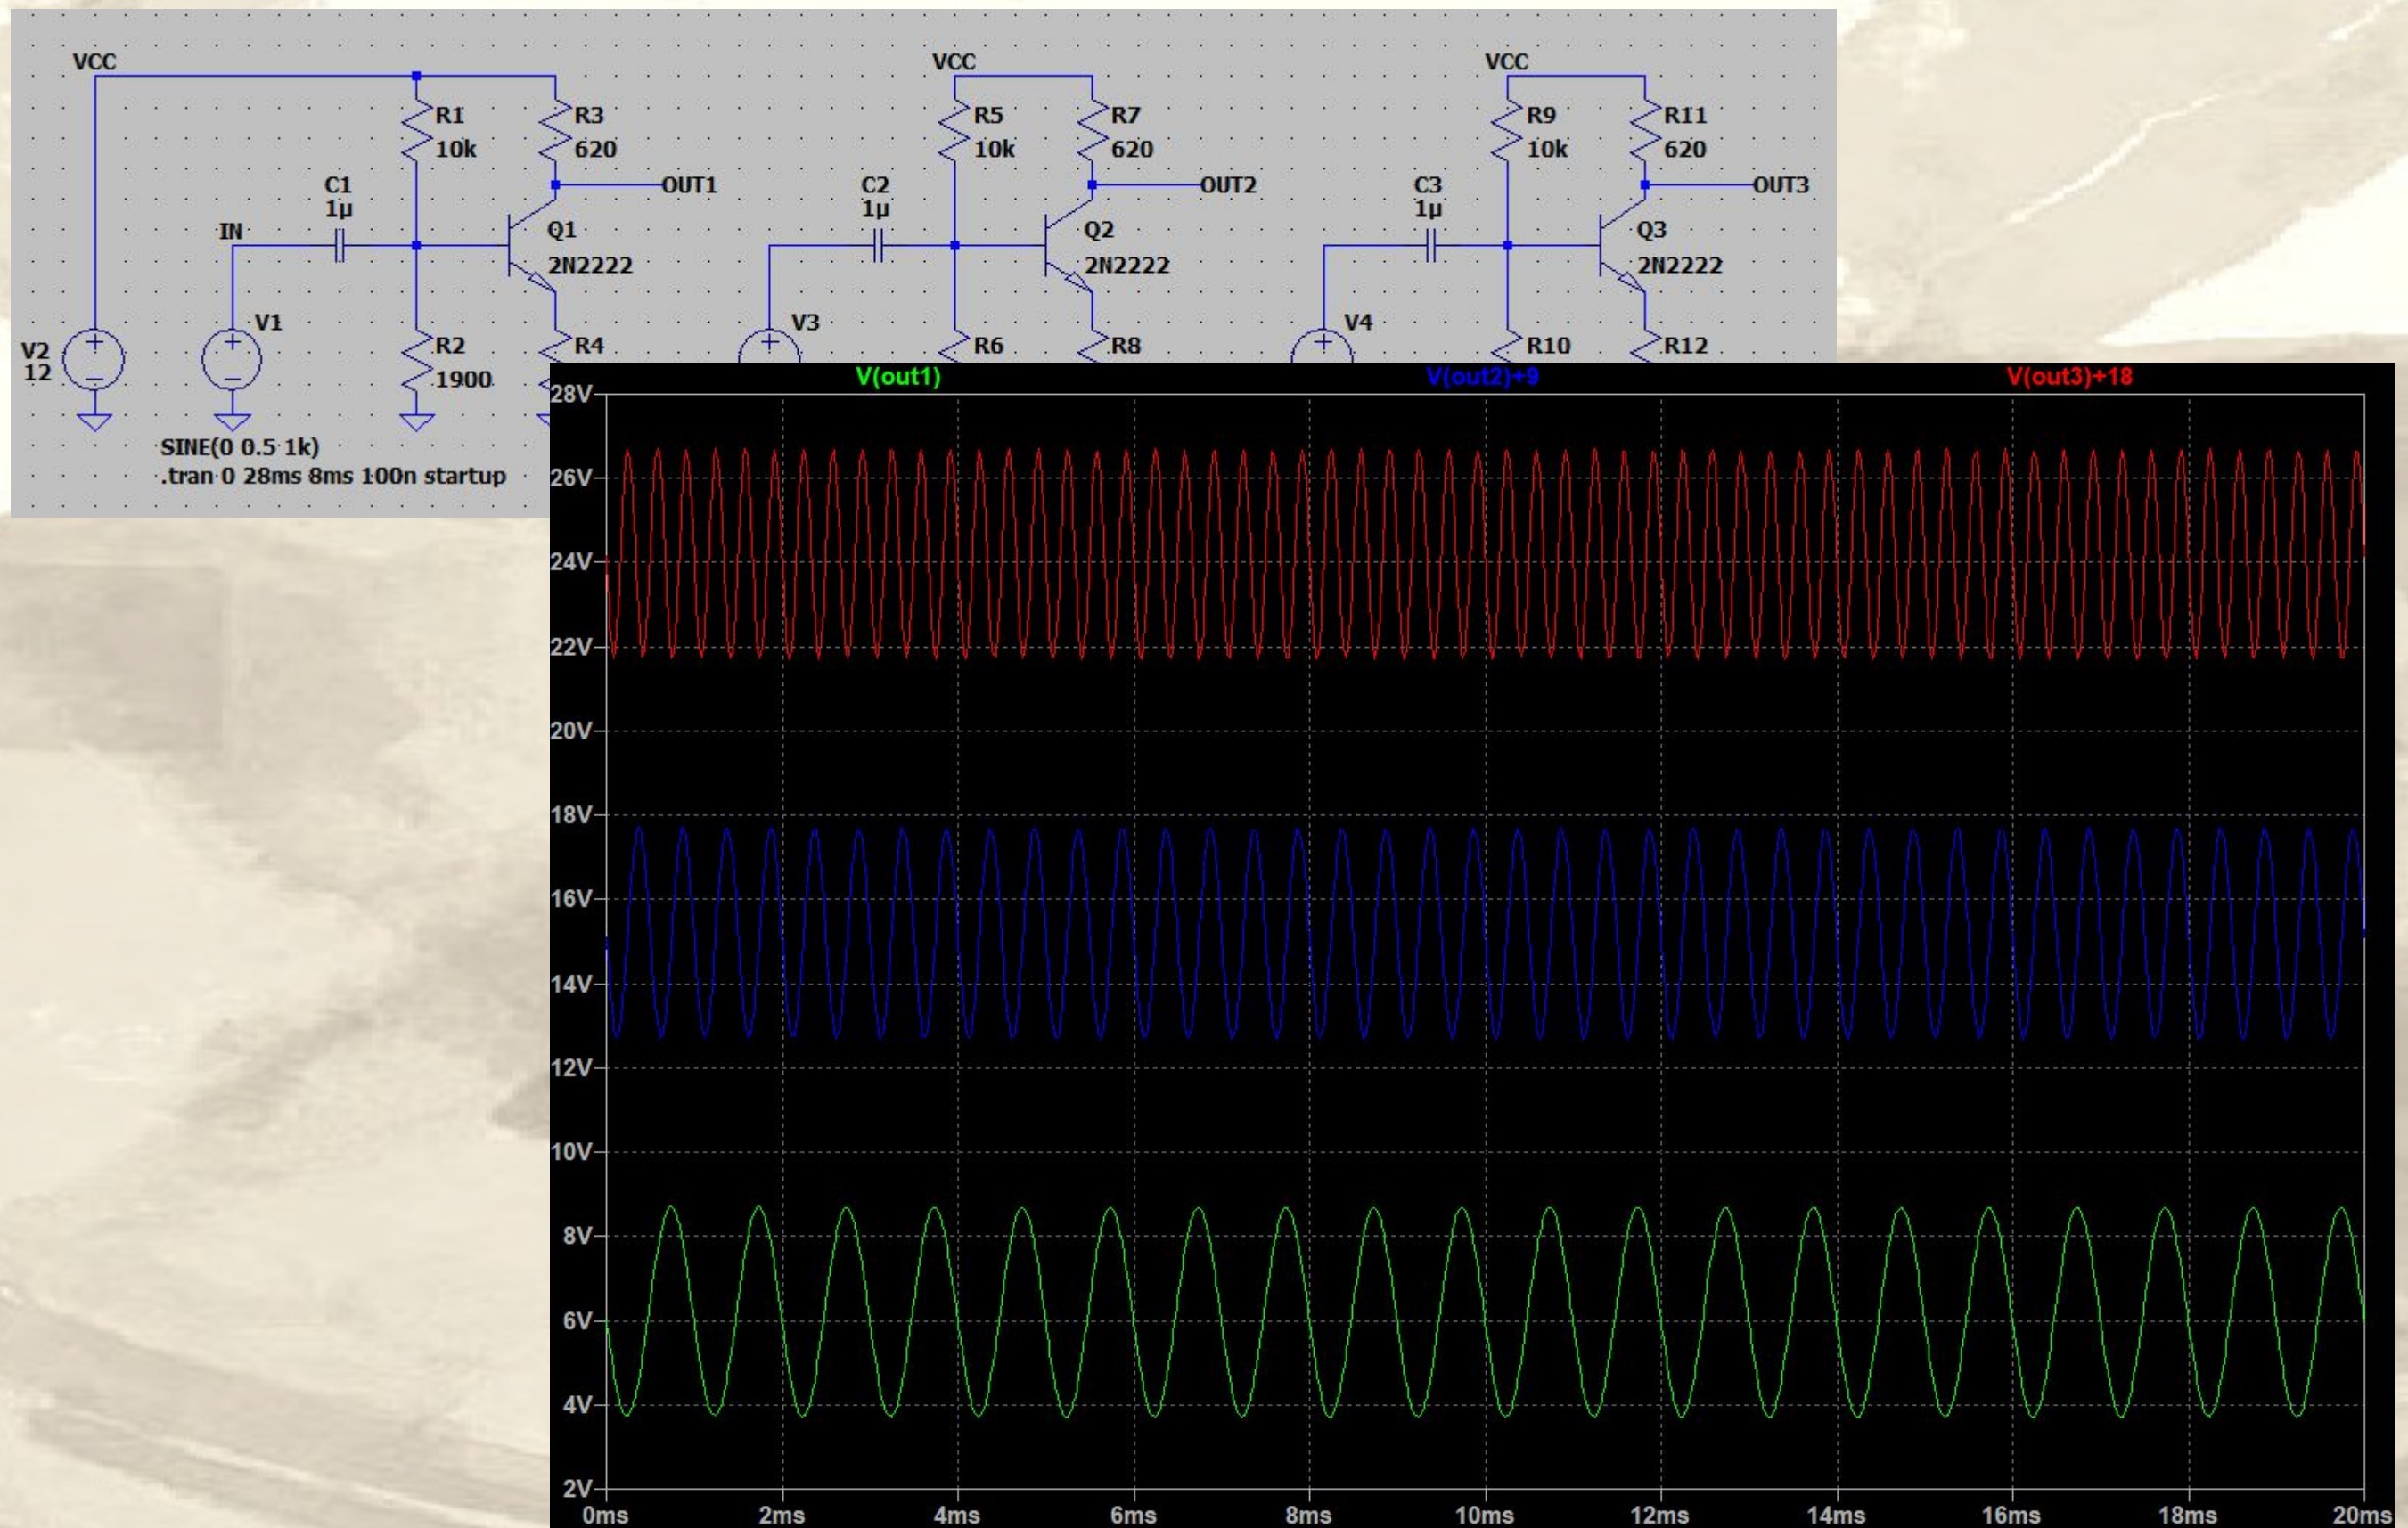 VCC
R1
10k
R3
620
OUT1
C1
1µ
IN
Q1
2N2222
V1
V2
12
R2
1900
R4
SINE(0 0.5 1k)
.tran 0 28ms 8ms 100n startup
VCC
R5
10k
R7
620
OUT2
C2
1µ
Q2
2N2222
V3
R6
R8
VCC
R9
10k
R11
620
OUT3
C3
1µ
Q3
2N2222
V4
R10
R12
V(out1)
V(out2)+9
V(out3)+18
28V
26V
24V
22V
20V
18V
16V
14V
12V
10V
8V
6V
4V
2V
0ms 2ms 4ms 6ms 8ms 10ms 12ms 14ms 16ms 18ms 20ms